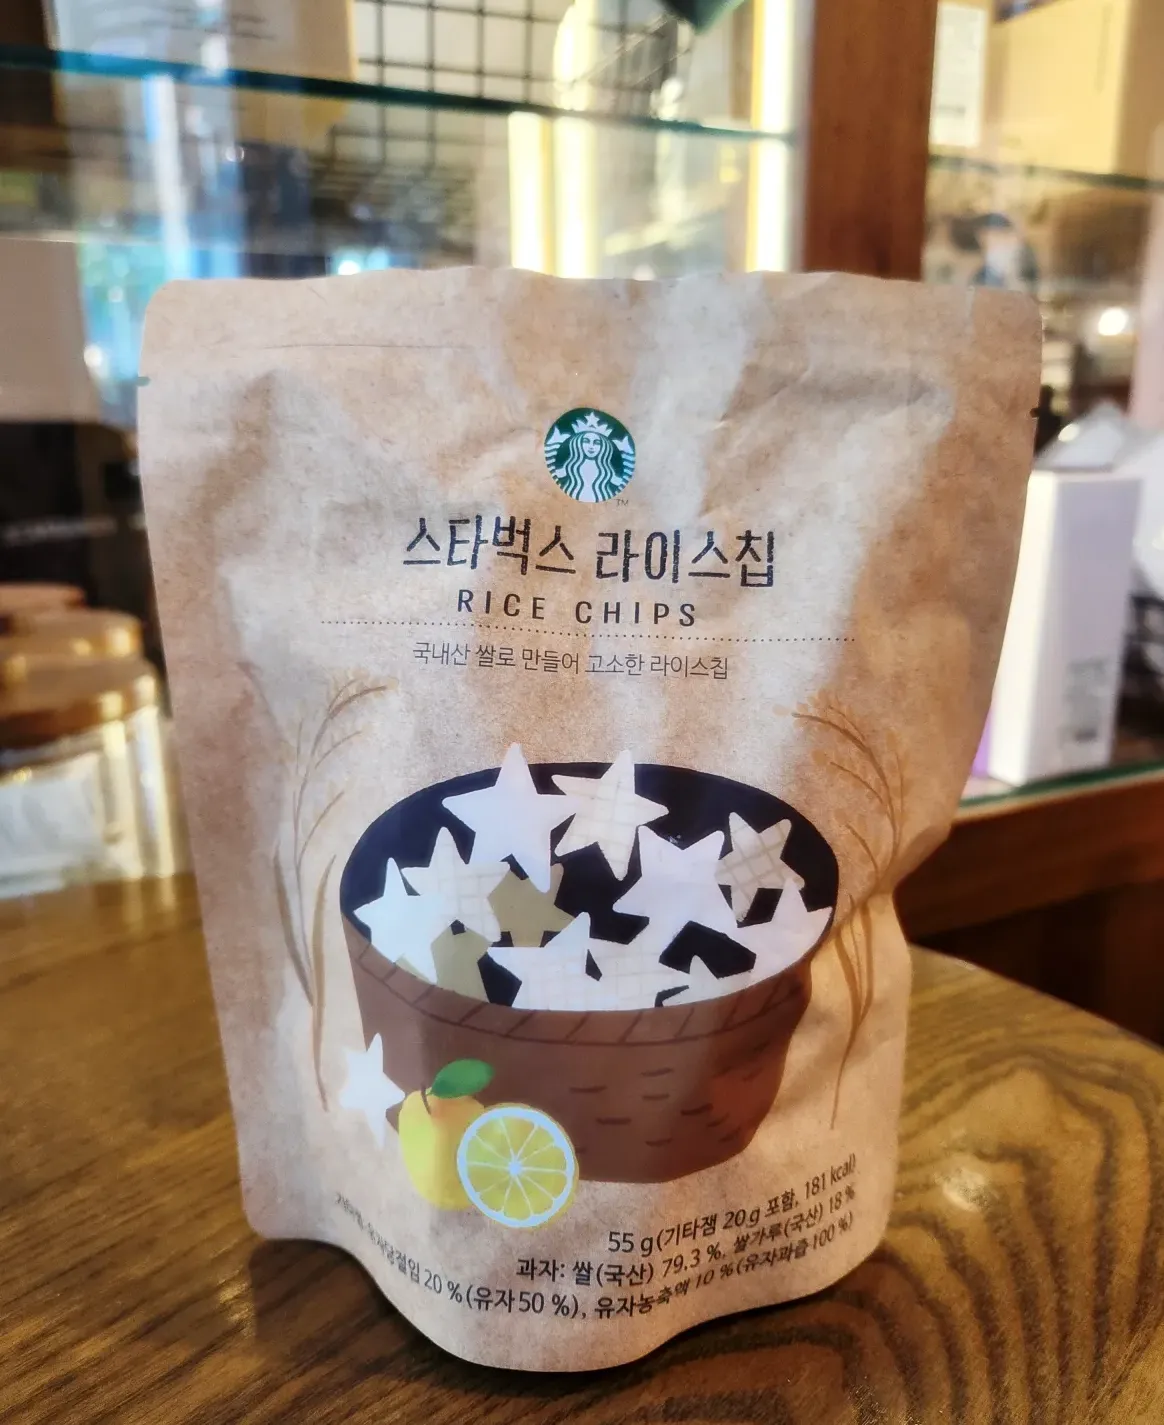 스타벅스 라이스칩
RICE CHIPS
국내산 쌀로 만들어 고소한 라이스칩
55 g(기타잼 20 g 포함, 181 kcal)
과자: 쌀(국산) 79.3 %, 쌀가루(국산) 18 %
당절임 20 %(유자 50 %), 유자농축액 10 %(유자과즙 100 %)